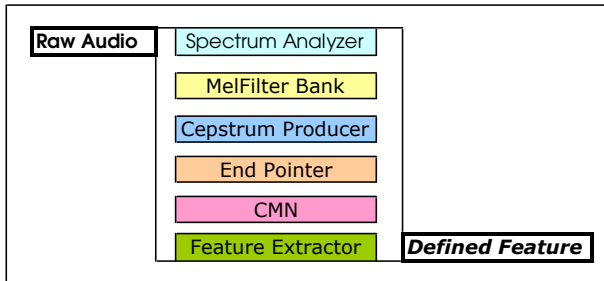 Raw Audio
Spectrum Analyzer
MelFilter Bank
Cepstrum Producer
End Pointer
CMN
Feature Extractor
Defined Feature